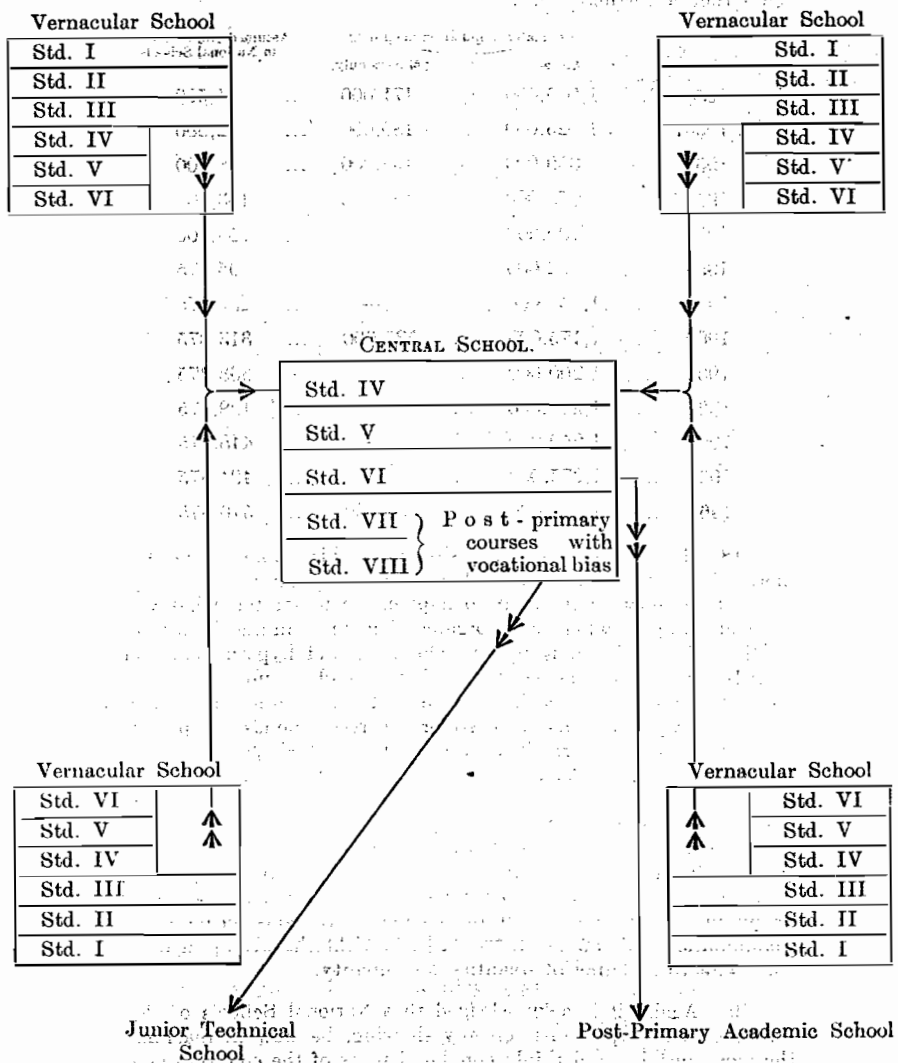 Vernacular School
Std. I
Std. II
Std. III
Std. IV
Std. V
Std. VI
Vernacular School
Std. I
Std. II
Std. III
Std. IV
Std. V
Std. VI
CENTRAL SCHOOL.
Std. IV
Std. V
Std. VI
Std. VII
Std. VIII
Post-primary
courses with
vocational bias
Vernacular School
Std. VI
Std. V
Std. IV
Std. III
Std. II
Std. I
Vernacular School
Std. VI
Std. V
Std. IV
Std. III
Std. II
Std. I
Junior Technical
School
Post-Primary Academic School